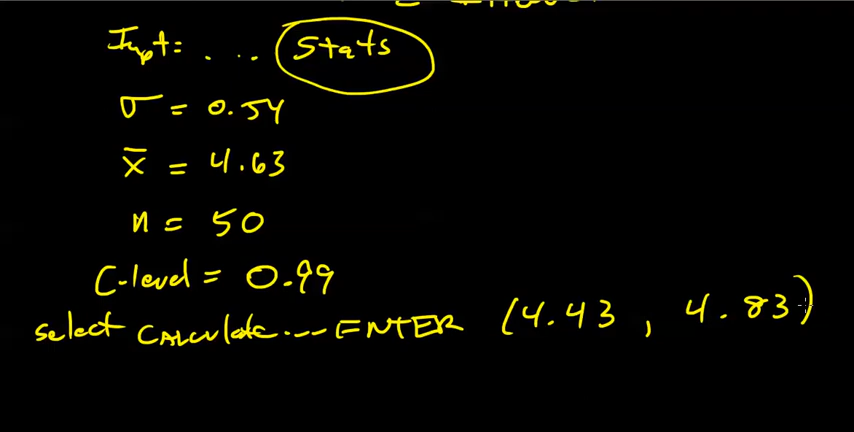 Inpt: . .. Stats
σ = 0.54
x̄ = 4.63
n = 50
C-level = 0.99
select CALCulate...ENTER (4.43 , 4.83)